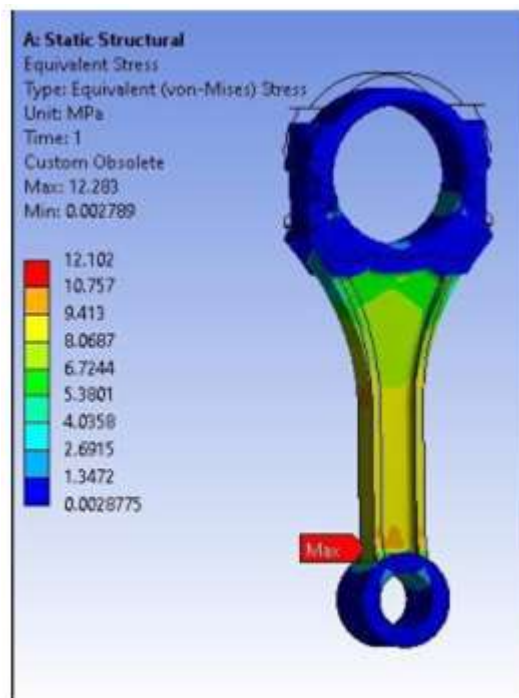 A: Static Structural
Equivalent Stress
Type: Equivalent (von-Mises) Stress
Unit: MPa
Time: 1
Custom Obsolete
Max: 12.283
Min: 0.002789
12.102
10.757
9.413
8.0687
6.7244
5.3801
4.0358
2.6915
1.3472
0.0028775
Max